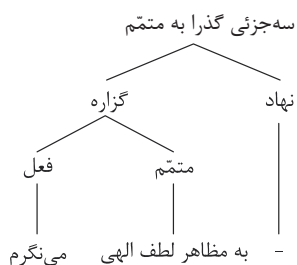 سه‌جزئی گذرا به متمّم
نهاد گزاره
متمّم فعل
- به مظاهر لطف الهی می‌نگرم